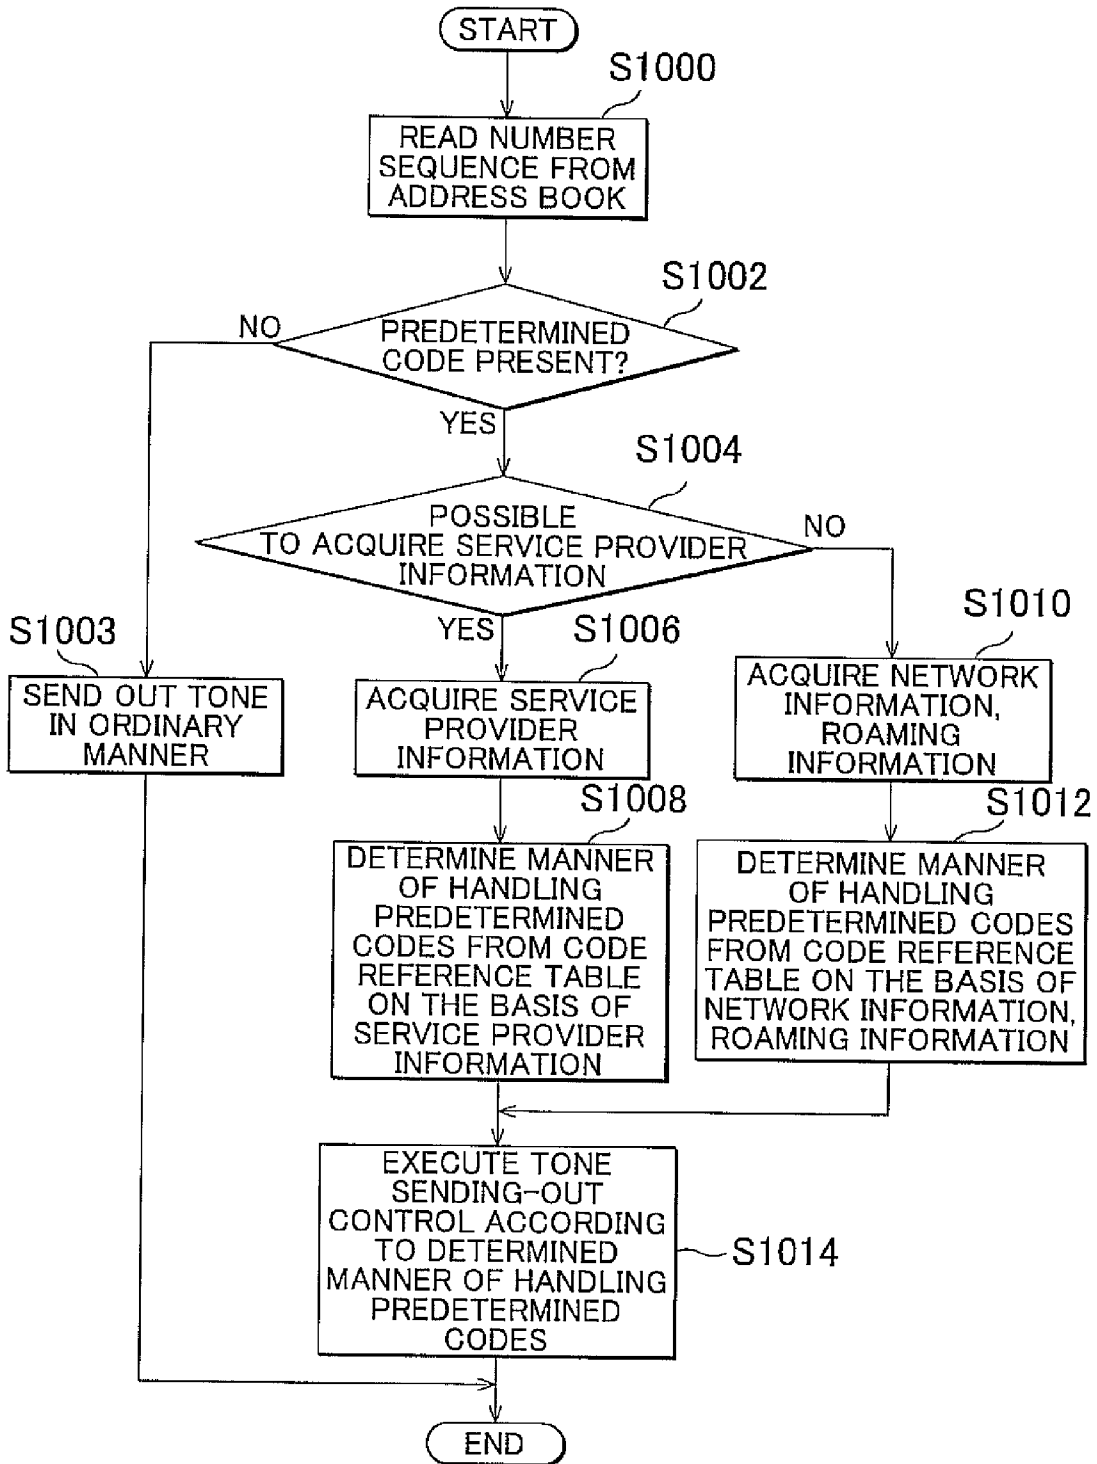 START
S1000
READ NUMBER
SEQUENCE FROM
ADDRESS BOOK
S1002
PREDETERMINED
CODE PRESENT?
NO
YES
S1004
POSSIBLE
TO ACQUIRE SERVICE PROVIDER
INFORMATION
NO
YES
S1003
SEND OUT TONE
IN ORDINARY
MANNER
S1006
ACQUIRE SERVICE
PROVIDER
INFORMATION
S1010
ACQUIRE NETWORK
INFORMATION,
ROAMING
INFORMATION
S1008
DETERMINE MANNER
OF HANDLING
PREDETERMINED
CODES FROM CODE
REFERENCE TABLE
ON THE BASIS OF
SERVICE PROVIDER
INFORMATION
S1012
DETERMINE MANNER
OF HANDLING
PREDETERMINED CODES
FROM CODE REFERENCE
TABLE ON THE BASIS OF
NETWORK INFORMATION,
ROAMING INFORMATION
EXECUTE TONE
SENDING-OUT
CONTROL ACCORDING
TO DETERMINED
MANNER OF HANDLING
PREDETERMINED
CODES
S1014
END